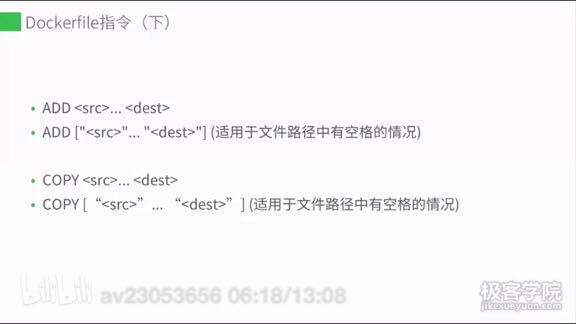 Dockerfile指令（下）
• ADD <src>... <dest>
• ADD ["<src>"... "<dest>"] (适用于文件路径中有空格的情况)
• COPY <src>... <dest>
• COPY [“<src>” ... “<dest>” ] (适用于文件路径中有空格的情况)
bilibili av23053656 06:18/13:08
极客学院
jikexueyuan.com